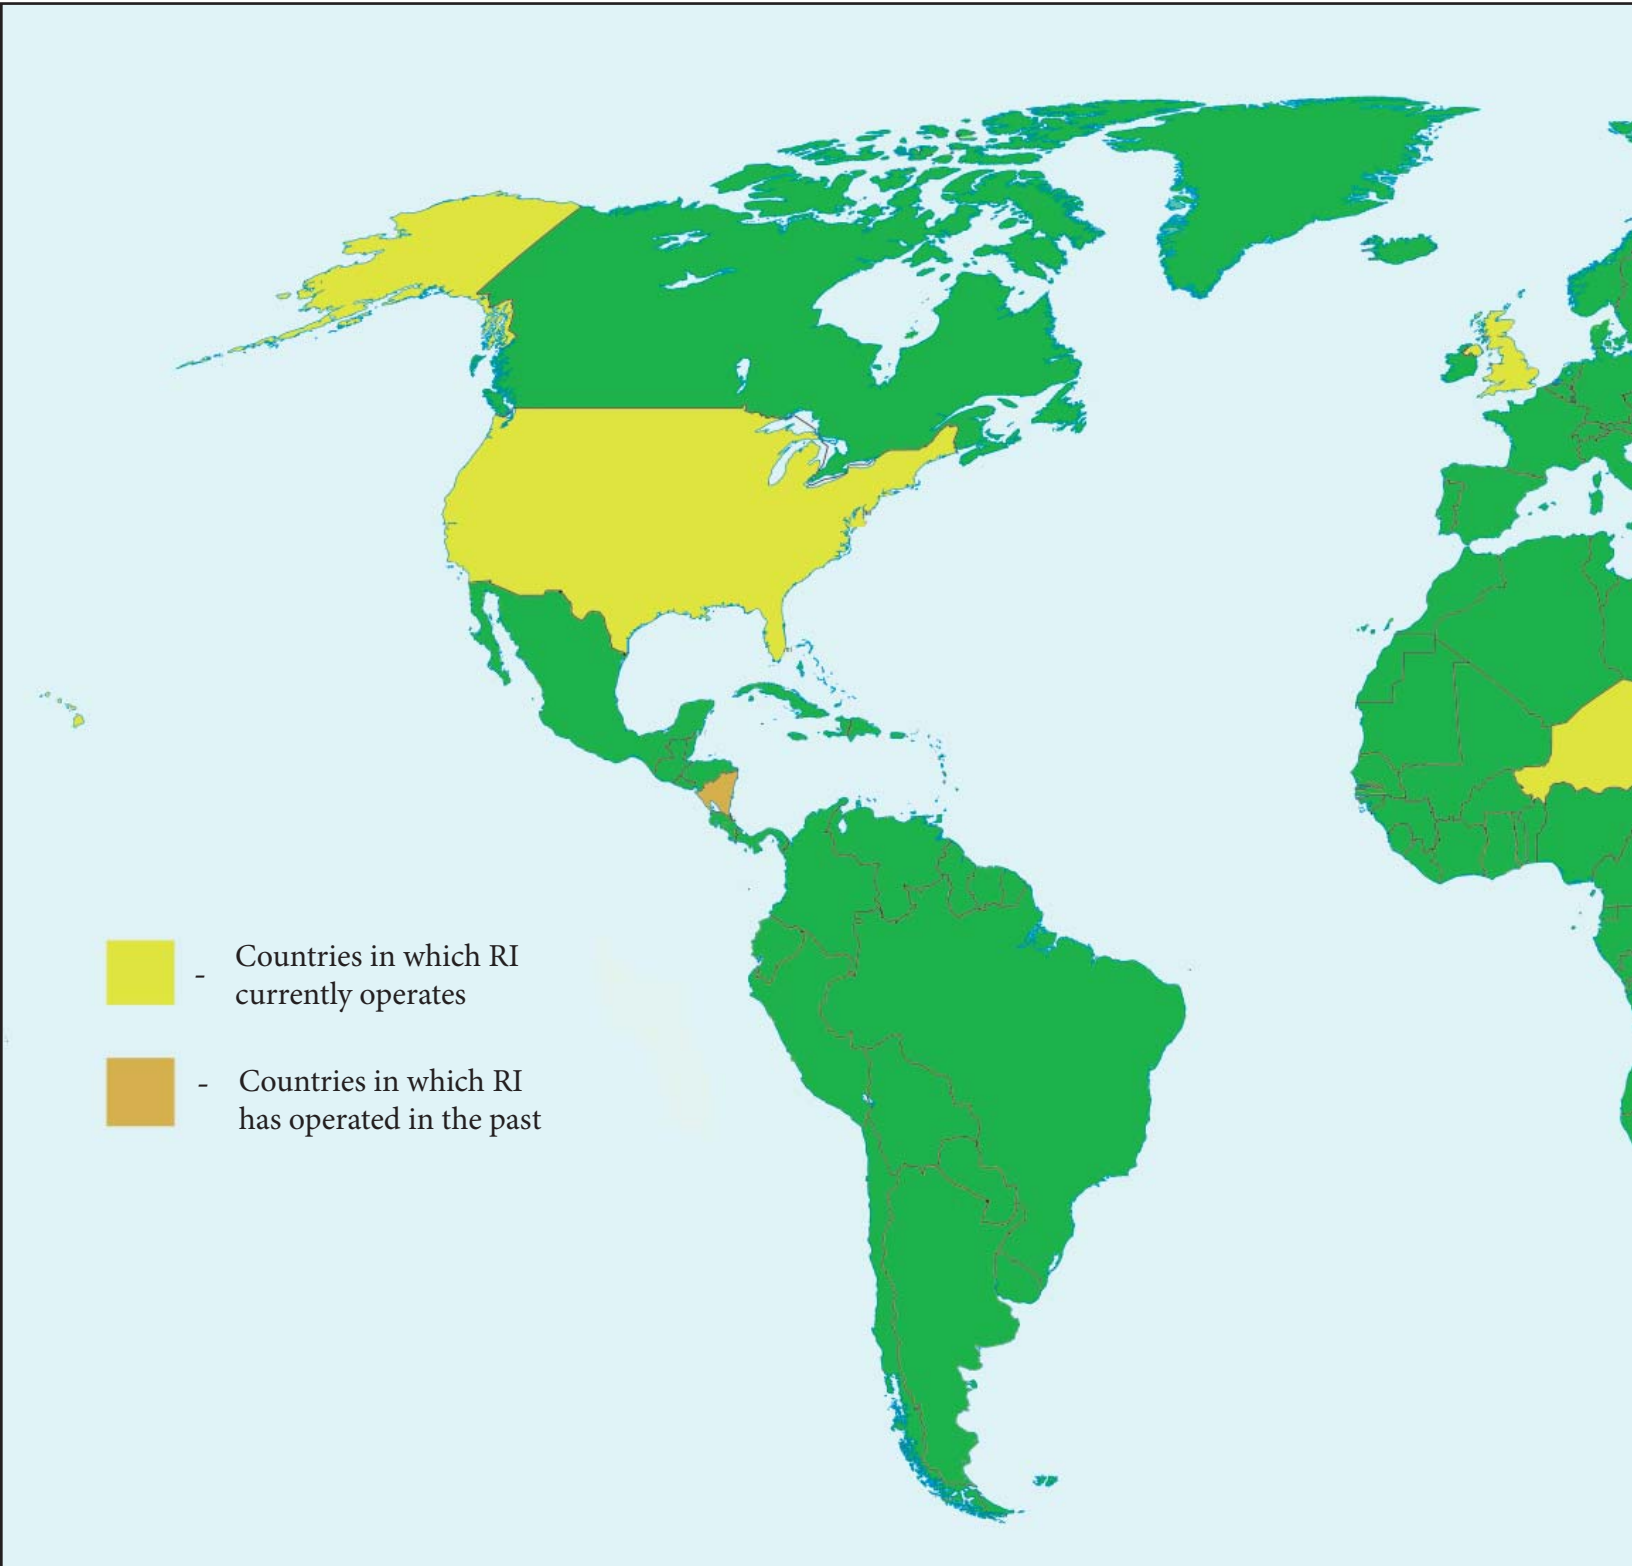 - Countries in which RI
currently operates
- Countries in which RI
has operated in the past